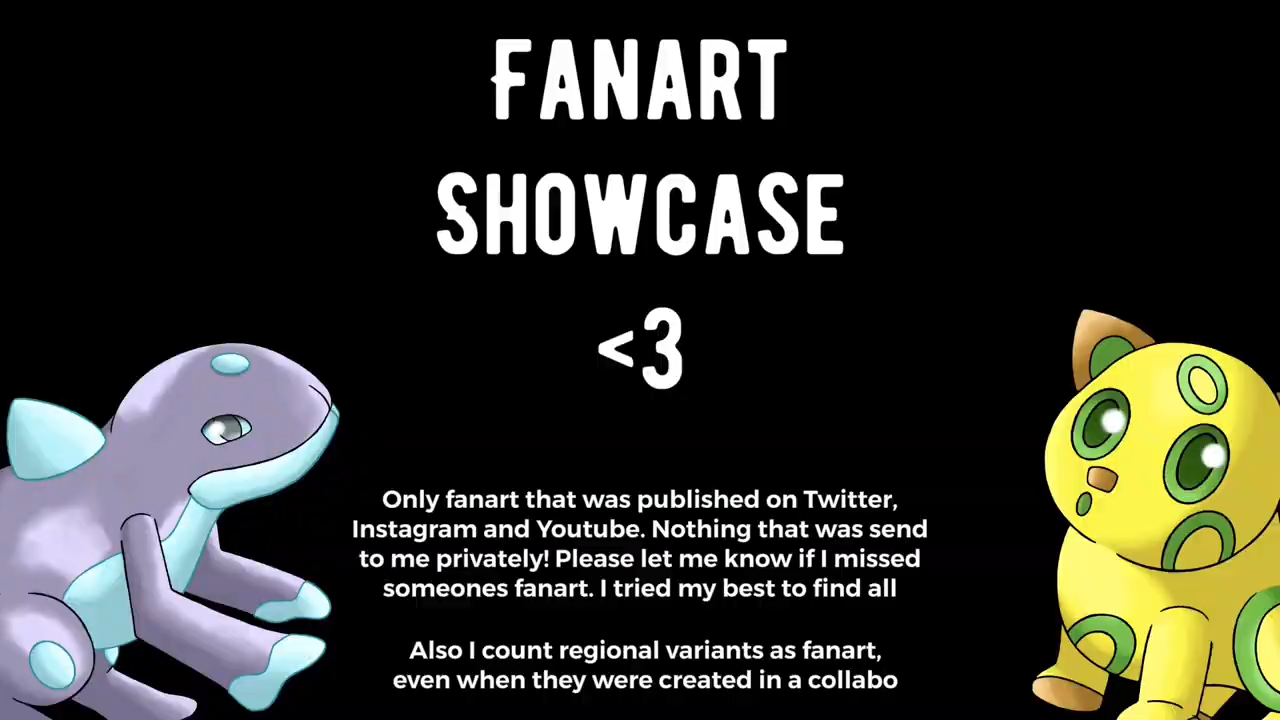 FANART
SHOWCASE
<3
Only fanart that was published on Twitter,
Instagram and Youtube. Nothing that was send
to me privately! Please let me know if I missed
someones fanart. I tried my best to find all
Also I count regional variants as fanart,
even when they were created in a collabo